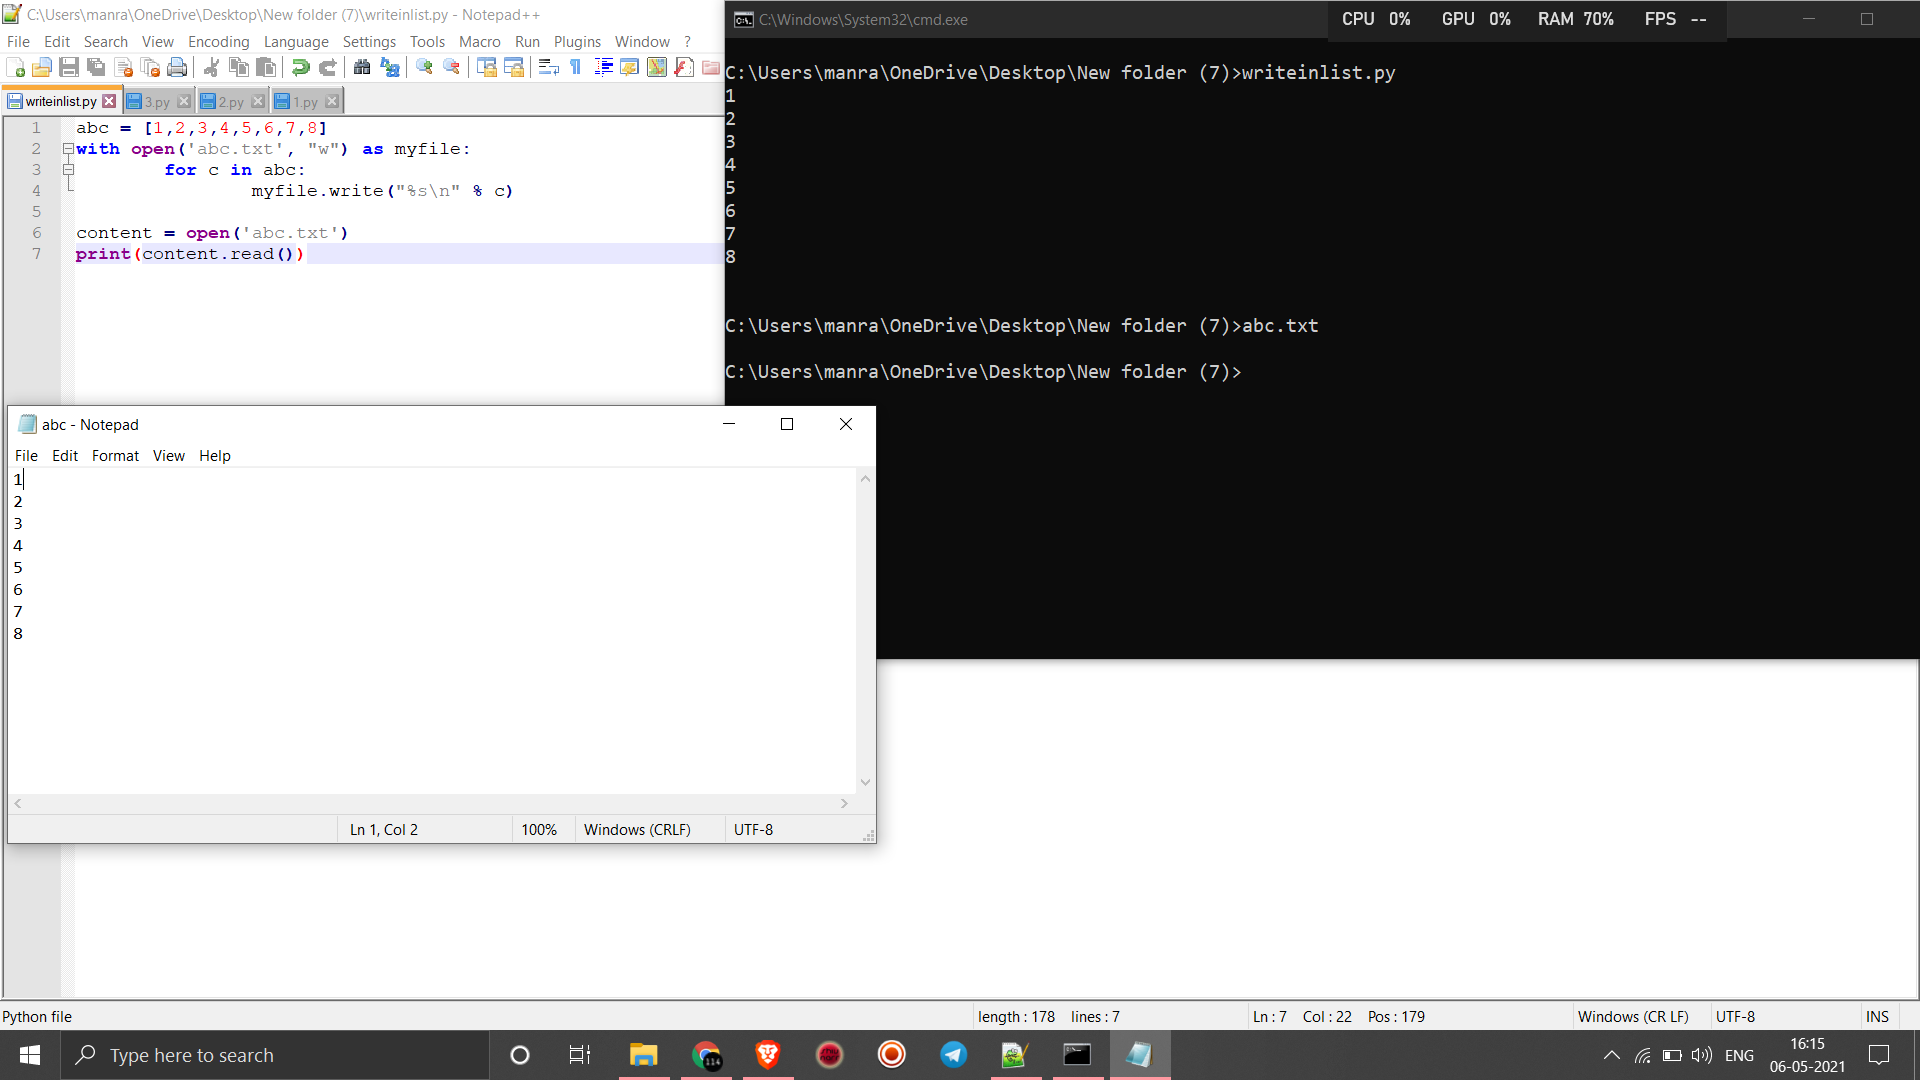 C:\Users\manra\OneDrive\Desktop\New folder (7)\writeinlist.py - Notepad++
File Edit Search View Encoding Language Settings Tools Macro Run Plugins Window ?
writeinlist.py 3.py 2.py 1.py
1 abc = [1,2,3,4,5,6,7,8]
2 with open('abc.txt', "w") as myfile:
3 for c in abc:
4 myfile.write("%s\n" % c)
5
6 content = open('abc.txt')
7 print(content.read())
C:\Windows\System32\cmd.exe
CPU 0% GPU 0% RAM 70% FPS --
C:\Users\manra\OneDrive\Desktop\New folder (7)>writeinlist.py
1
2
3
4
5
6
7
8
C:\Users\manra\OneDrive\Desktop\New folder (7)>abc.txt
C:\Users\manra\OneDrive\Desktop\New folder (7)>
abc - Notepad
File Edit Format View Help
1
2
3
4
5
6
7
8
Ln 1, Col 2 100% Windows (CRLF) UTF-8
Python file length : 178 lines : 7 Ln : 7 Col : 22 Pos : 179 Windows (CR LF) UTF-8 INS
Type here to search
114
ENG
16:15
06-05-2021